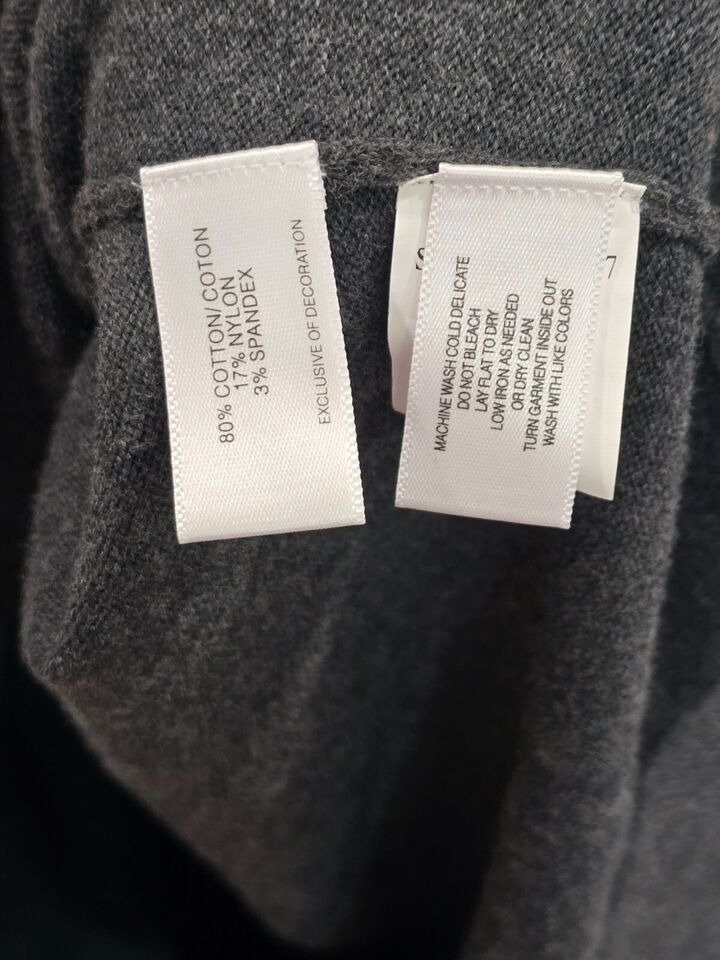 80% COTTON/ COTON
17% NYLON
3% SPANDEX
EXCLUSIVE OF DECORATION
MACHINE WASH COLD DELICATE
DO NOT BLEACH
LAY FLAT TO DRY
LOW IRON AS NEEDED
OR DRY CLEAN
TURN GARMENT INSIDE OUT
WASH WITH LIKE COLORS